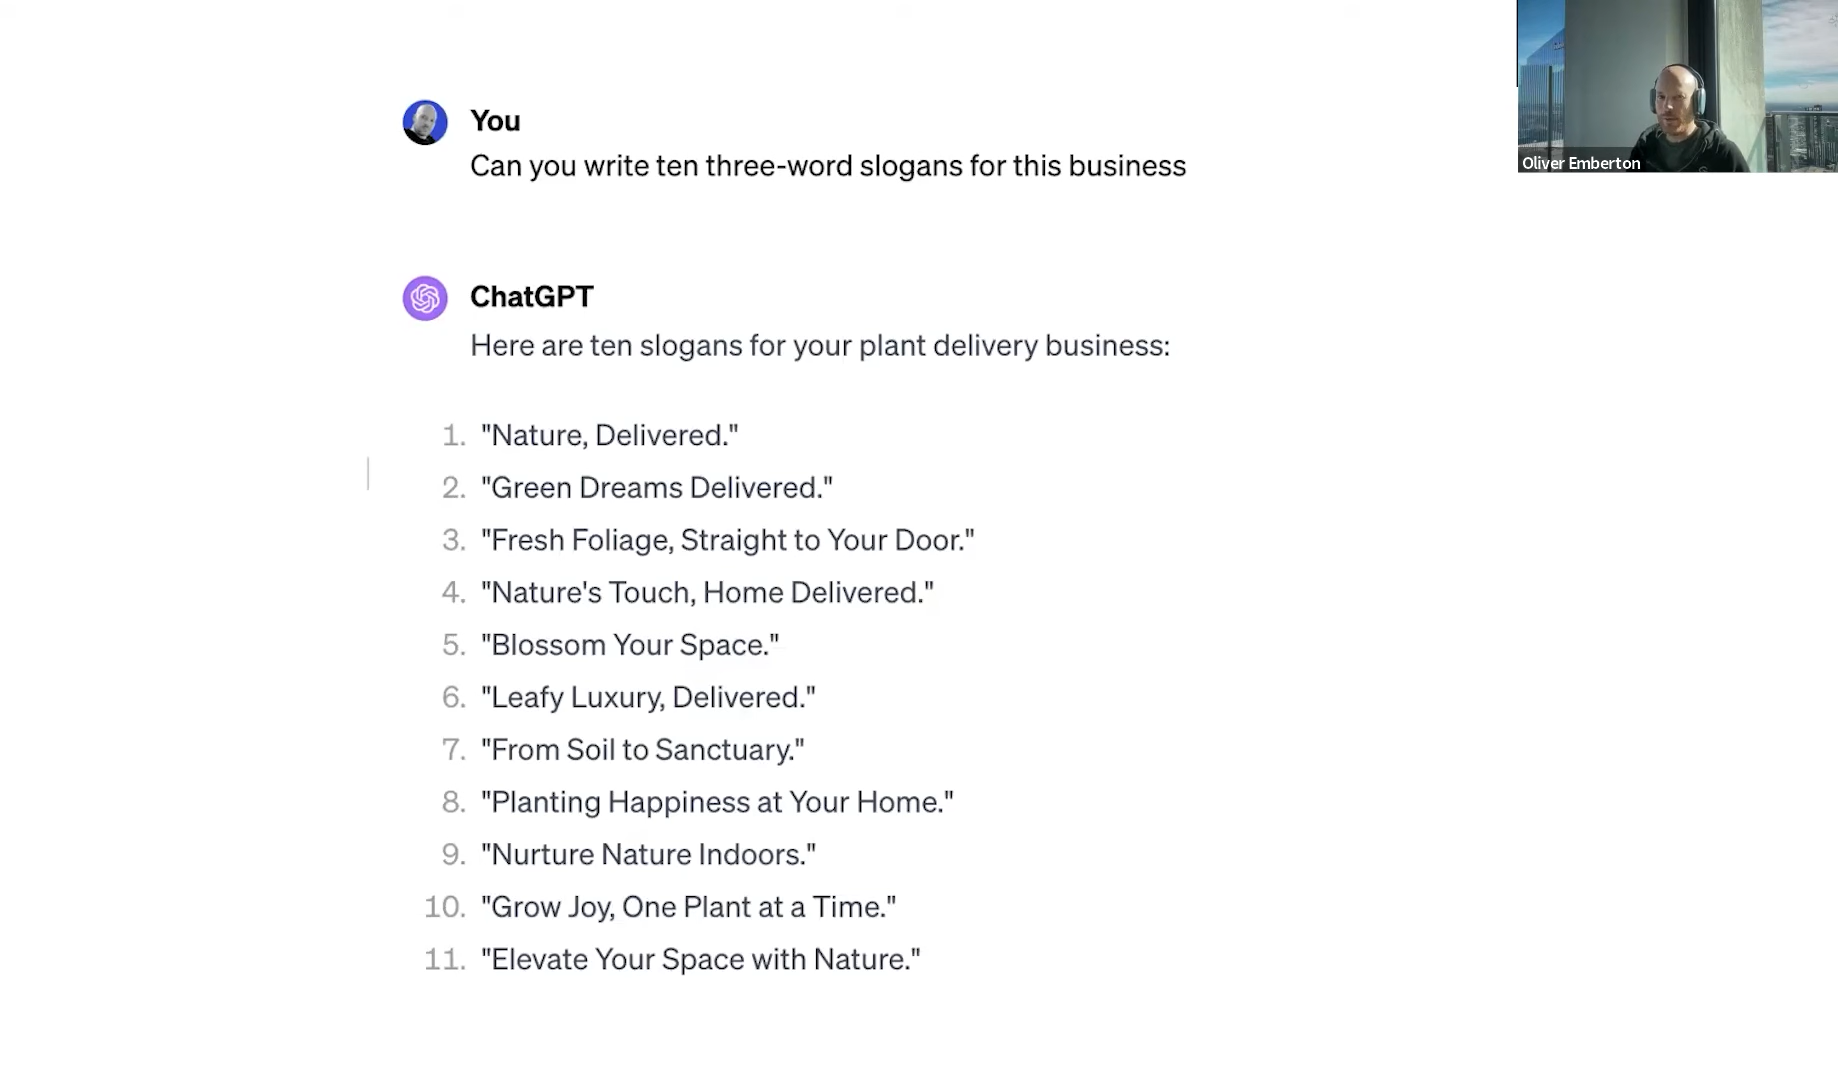 You
Can you write ten three-word slogans for this business
Oliver Emberton
ChatGPT
Here are ten slogans for your plant delivery business:
1. "Nature, Delivered."
2. "Green Dreams Delivered."
3. "Fresh Foliage, Straight to Your Door."
4. "Nature's Touch, Home Delivered."
5. "Blossom Your Space."
6. "Leafy Luxury, Delivered."
7. "From Soil to Sanctuary."
8. "Planting Happiness at Your Home."
9. "Nurture Nature Indoors."
10. "Grow Joy, One Plant at a Time."
11. "Elevate Your Space with Nature."